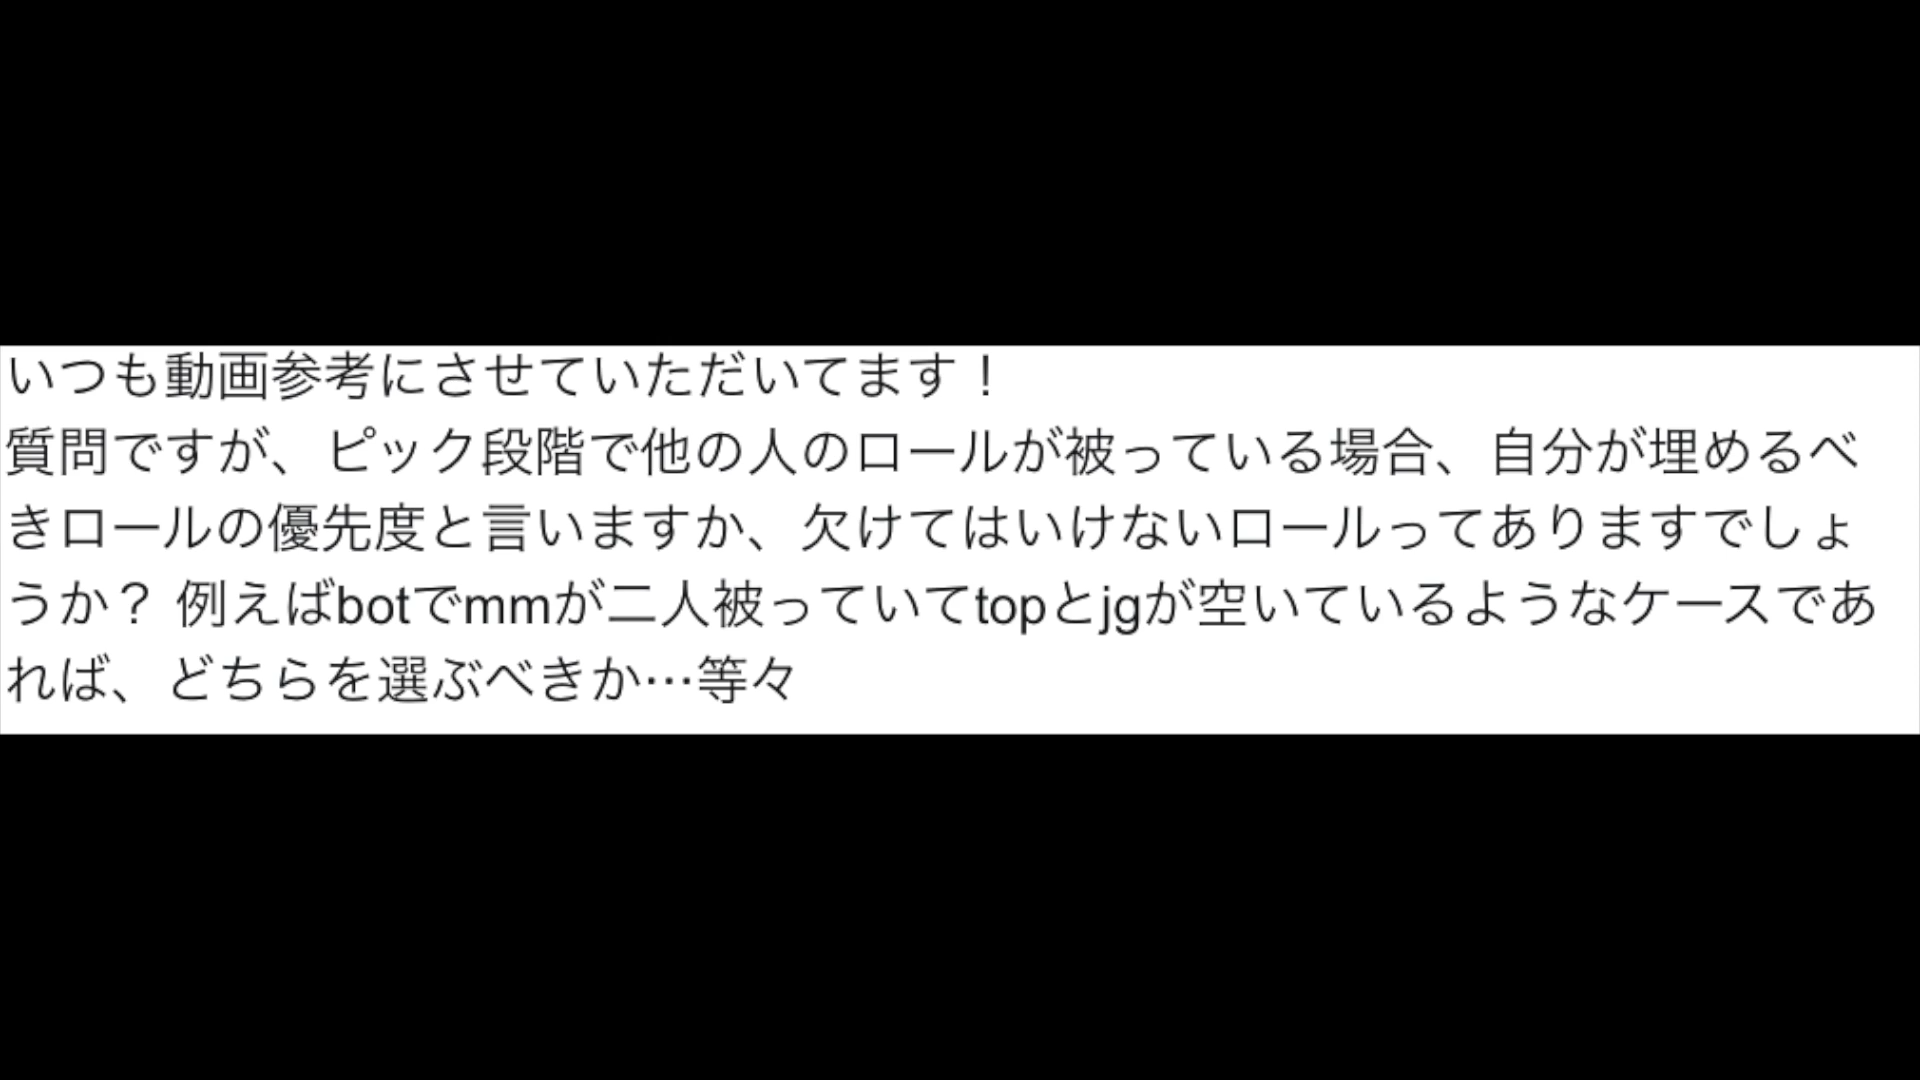 いつも動画参考にさせていただいてます！
質問ですが、ピック段階で他の人のロールが被っている場合、自分が埋めるべ
きロールの優先度と言いますか、欠けてはいけないロールってありますでしょ
うか？ 例えばbotでmmが二人被っていてtopとjgが空いているようなケースであ
れば、どちらを選ぶべきか…等々